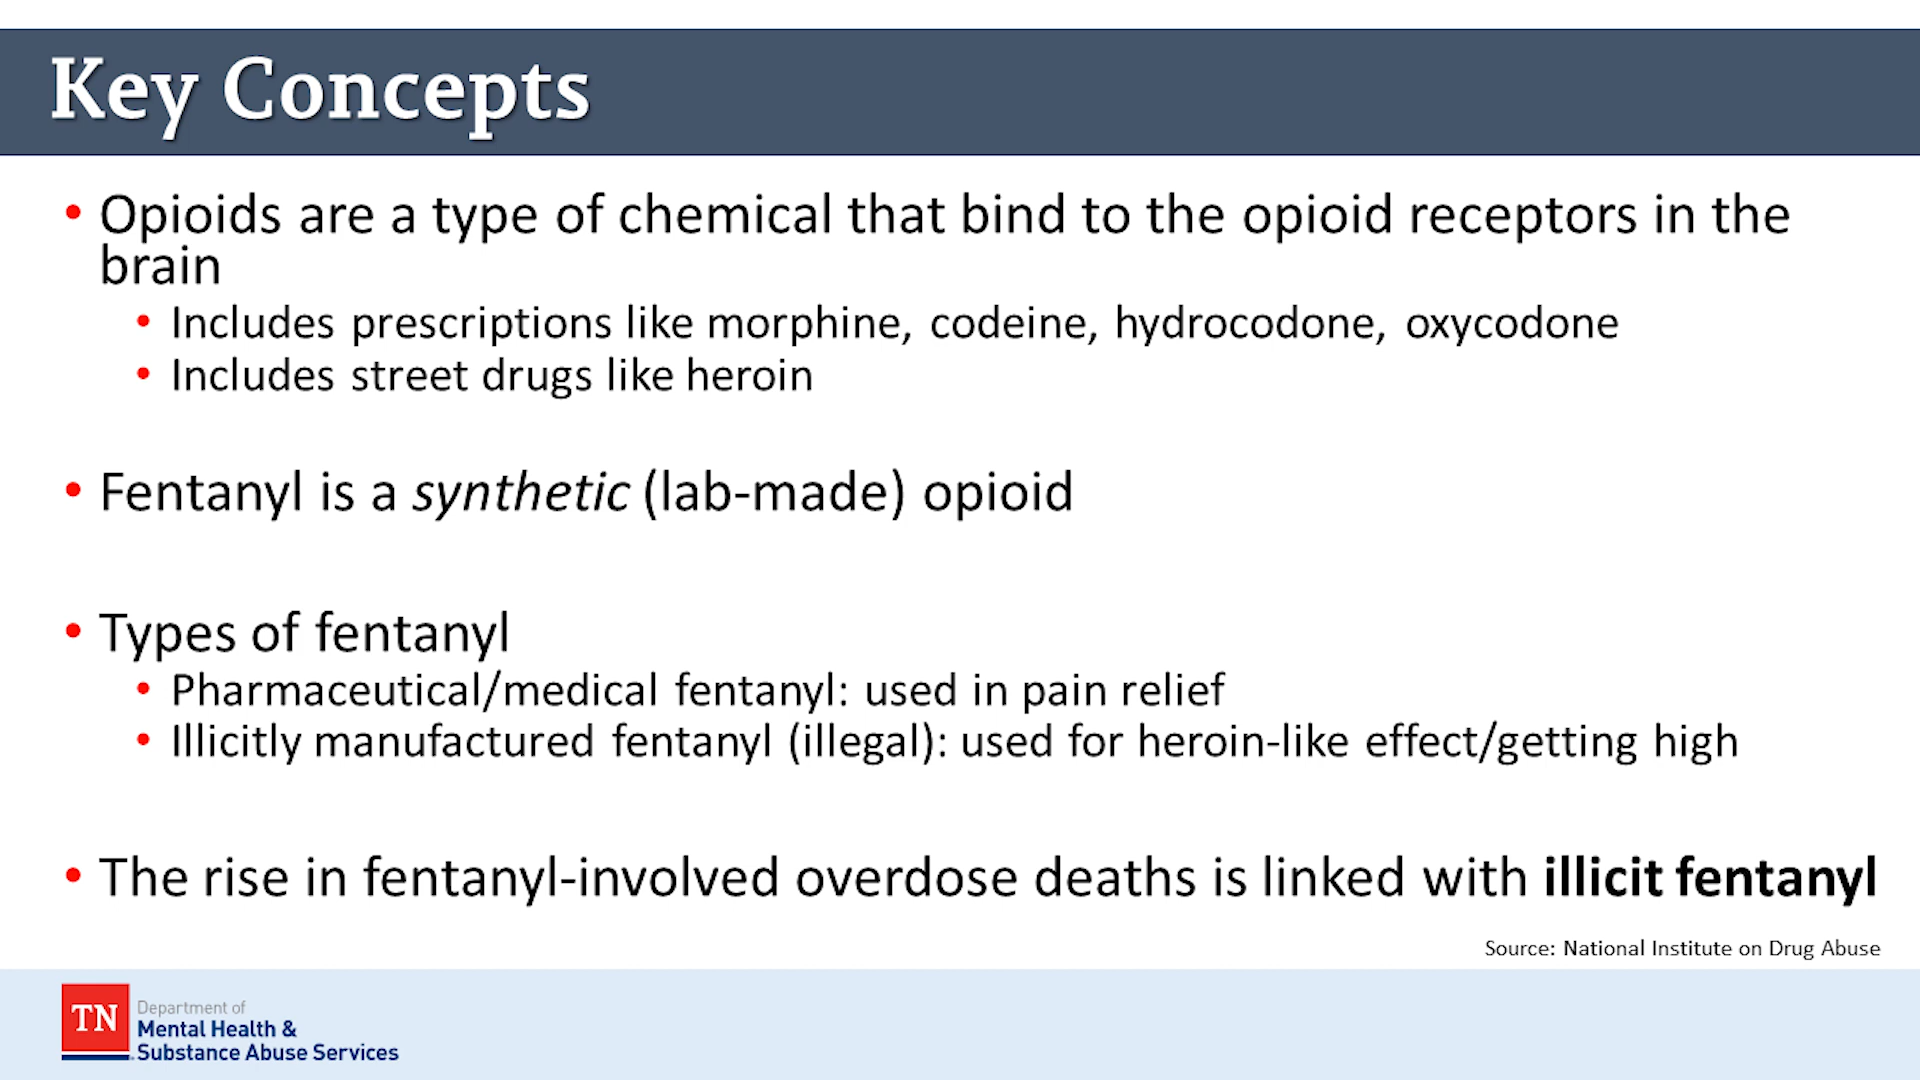 Key Concepts
• Opioids are a type of chemical that bind to the opioid receptors in the
brain
• Includes prescriptions like morphine, codeine, hydrocodone, oxycodone
• Includes street drugs like heroin
• Fentanyl is a synthetic (lab-made) opioid
• Types of fentanyl
• Pharmaceutical/medical fentanyl: used in pain relief
• Illicitly manufactured fentanyl (illegal): used for heroin-like effect/getting high
• The rise in fentanyl-involved overdose deaths is linked with illicit fentanyl
Source: National Institute on Drug Abuse
TN
Department of
Mental Health &
Substance Abuse Services